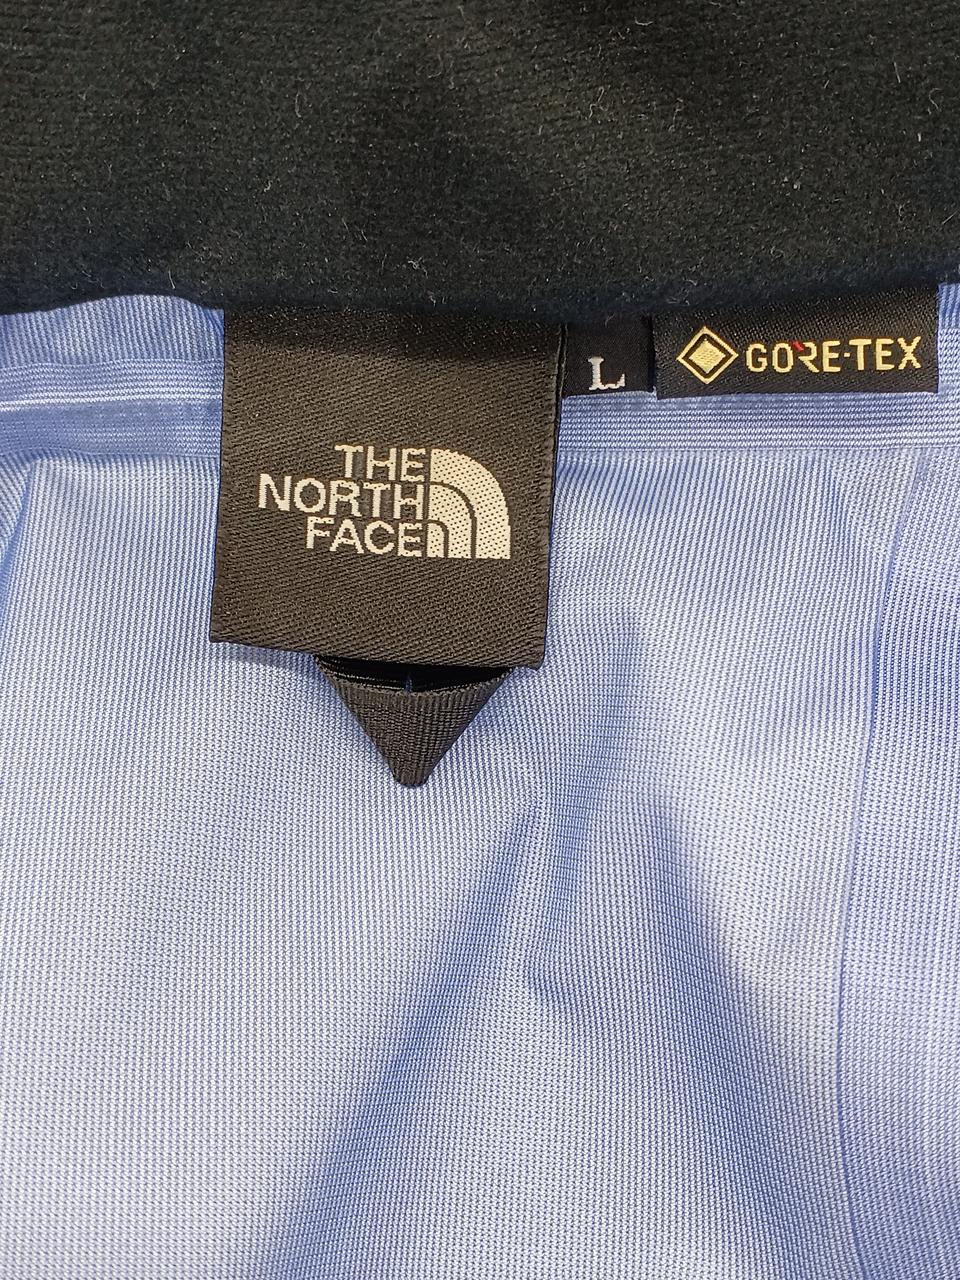 THE
NORTH
FACE
L
GORE-TEX